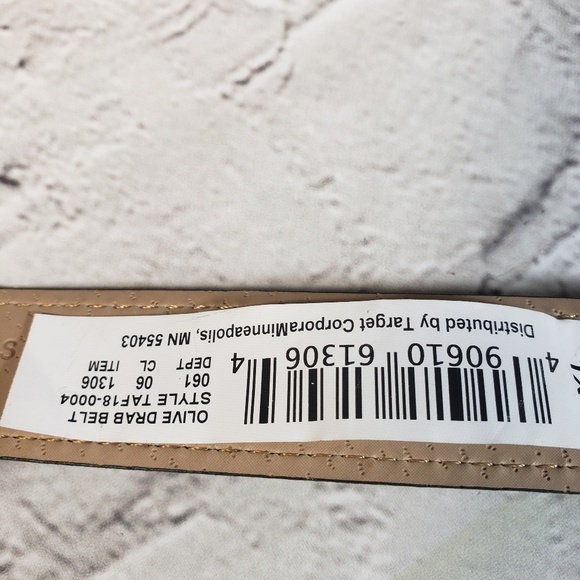 OLIVE DRAB BELT
STYLE TAF18-0004
061 06 1306
DEPT CL ITEM
4 90610 61306 4
Distributed by Target CorporaMinneapolis, MN 55403
S